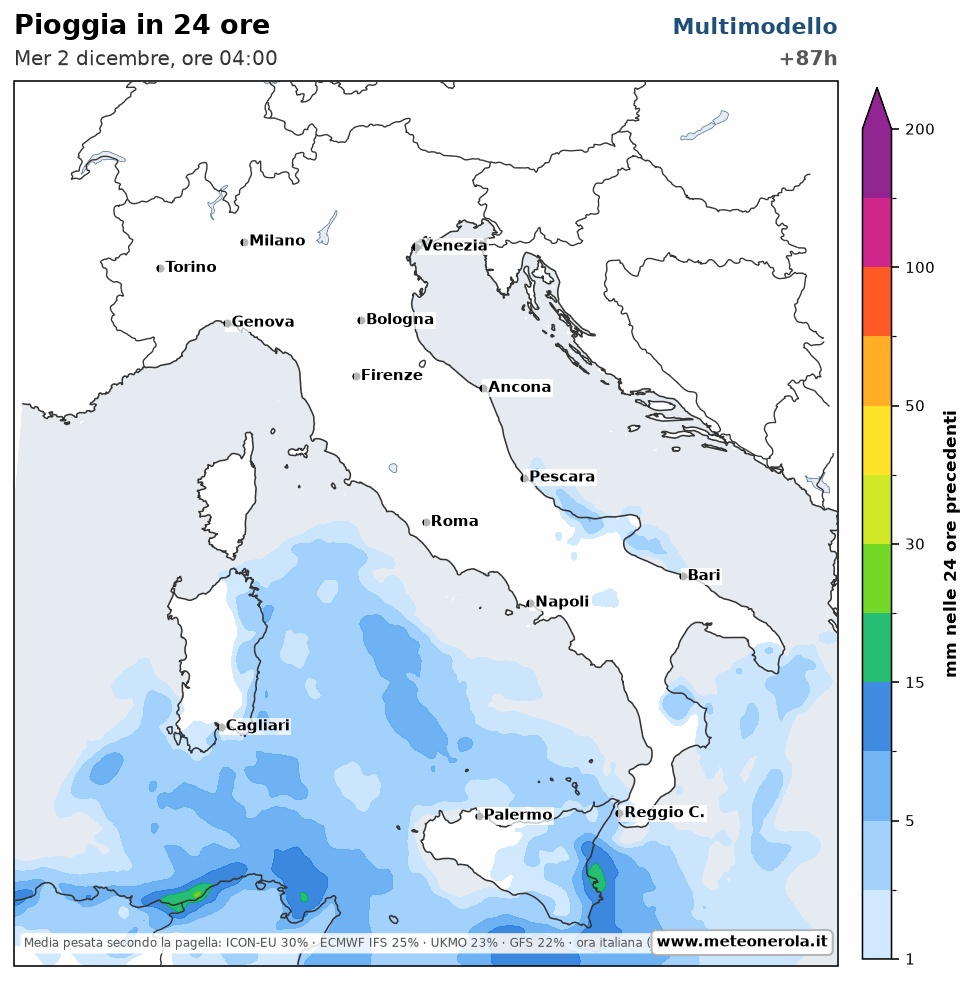 Pioggia in 24 ore
Multimodello
Mer 2 dicembre, ore 04:00
+87h
200
100
50
30
15
5
1
mm nelle 24 ore precedenti
Milano
Venezia
Torino
Genova
Bologna
Firenze
Ancona
Pescara
Roma
Bari
Napoli
Cagliari
Palermo
Reggio C.
Media pesata secondo la pagella: ICON-EU 30% · ECMWF IFS 25% · UKMO 23% · GFS 22% · ora italiana (
www.meteonerola.it